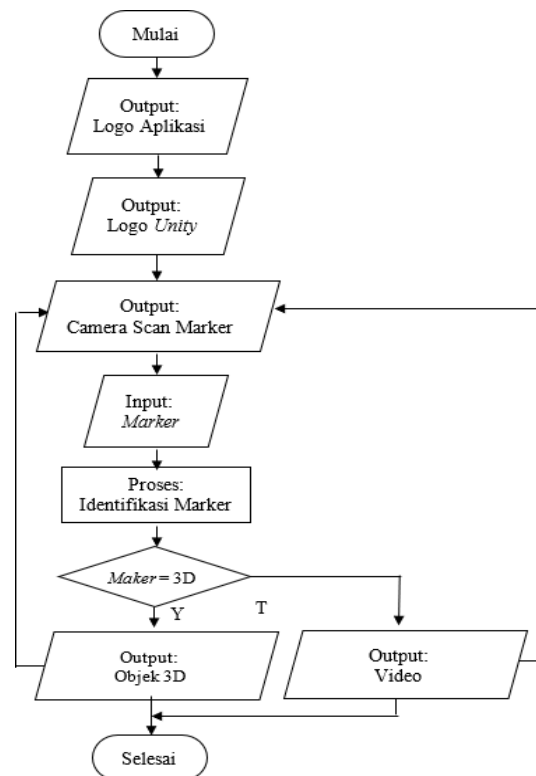 Mulai
Output:
Logo Aplikasi
Output:
Logo Unity
Output:
Camera Scan Marker
Input:
Marker
Proses:
Identifikasi Marker
Maker = 3D
Y
T
Output:
Objek 3D
Output:
Video
Selesai